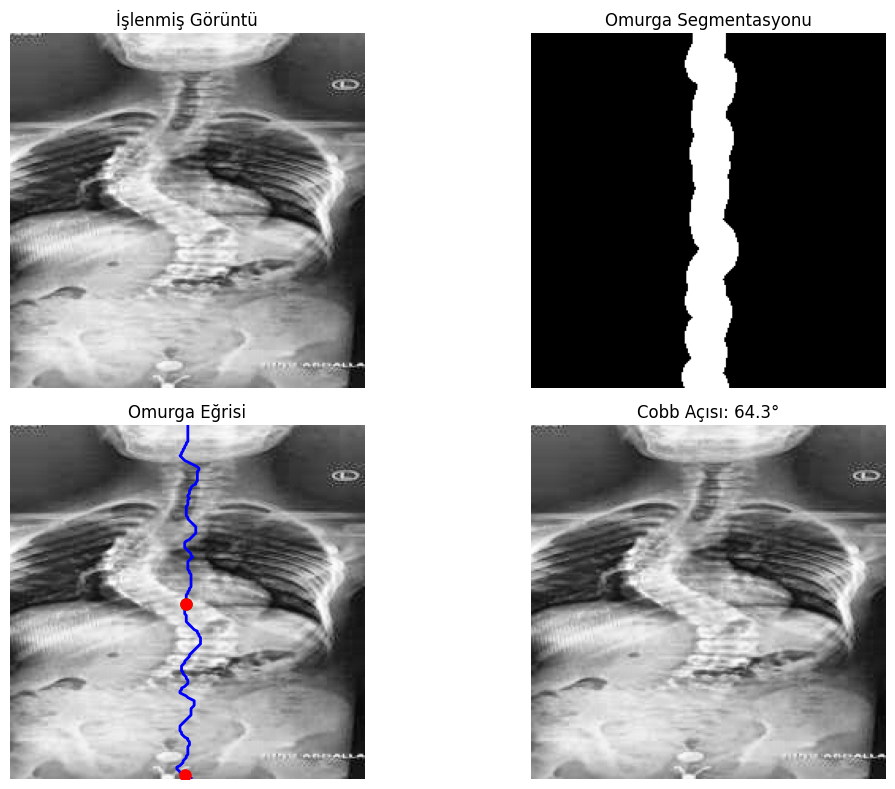 İşlenmiş Görüntü
Omurga Segmentasyonu
L
L
Omurga Eğrisi
Cobb Açısı: 64.3°
L
L